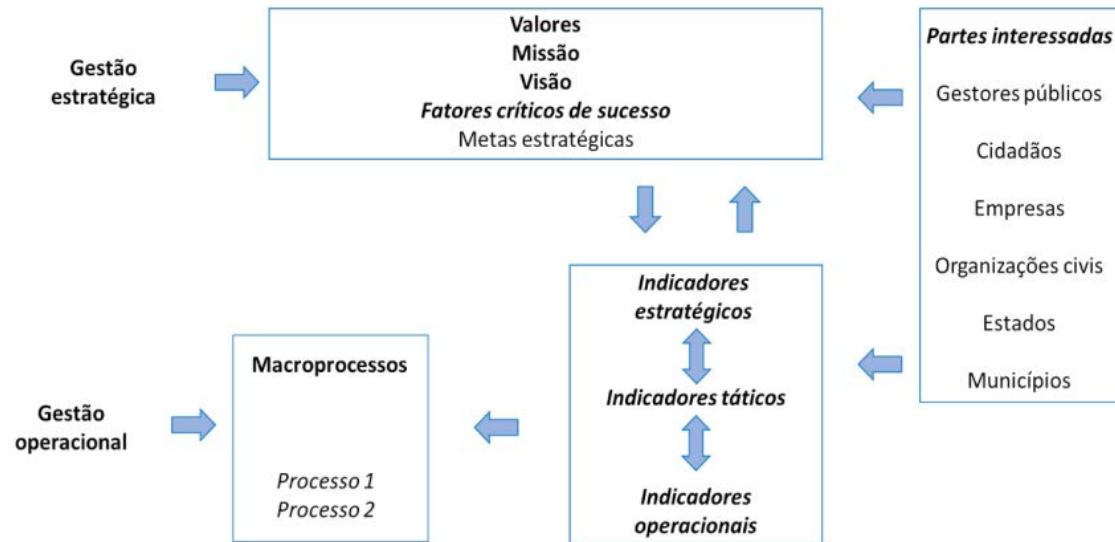 Gestão
estratégica
Valores
Missão
Visão
Fatores críticos de sucesso
Metas estratégicas
Partes interessadas
Gestores públicos
Cidadãos
Empresas
Organizações civis
Estados
Municípios
Gestão
operacional
Macroprocessos
Processo 1
Processo 2
Indicadores
estratégicos
Indicadores táticos
Indicadores
operacionais